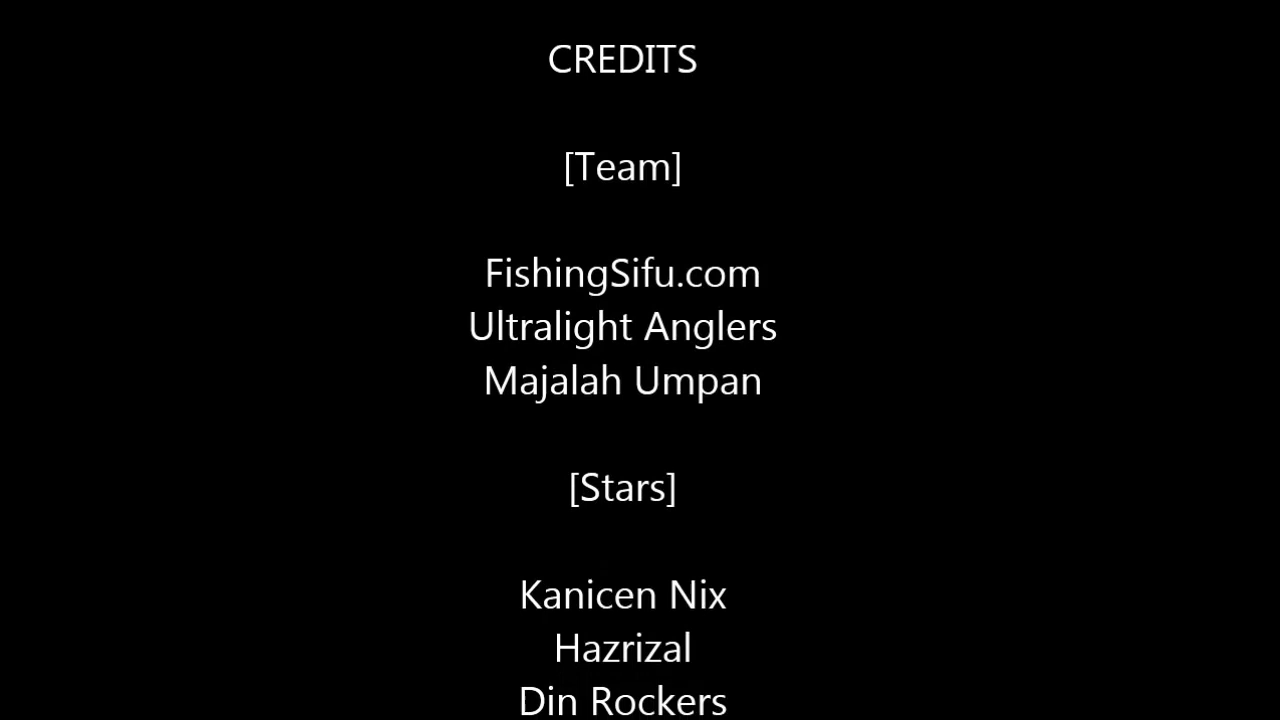 CREDITS
[Team]
FishingSifu.com
Ultralight Anglers
Majalah Umpan
[Stars]
Kanicen Nix
Hazrizal
Din Rockers